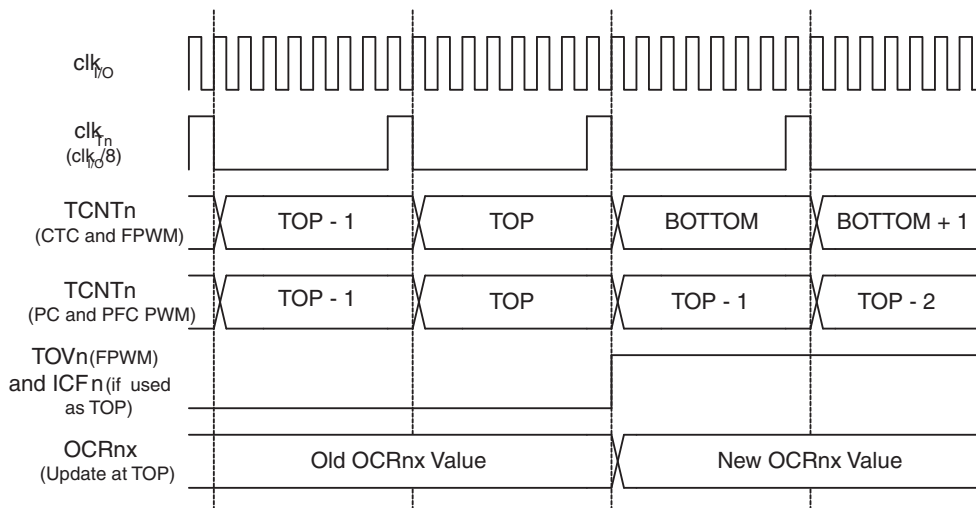 clkI/O
clkTn
(clkI/O/8)
TCNTn
(CTC and FPWM)
TOP - 1
TOP
BOTTOM
BOTTOM + 1
TCNTn
(PC and PFC PWM)
TOP - 1
TOP
TOP - 1
TOP - 2
TOVn (FPWM)
and ICFn (if used
as TOP)
OCRnx
(Update at TOP)
Old OCRnx Value
New OCRnx Value